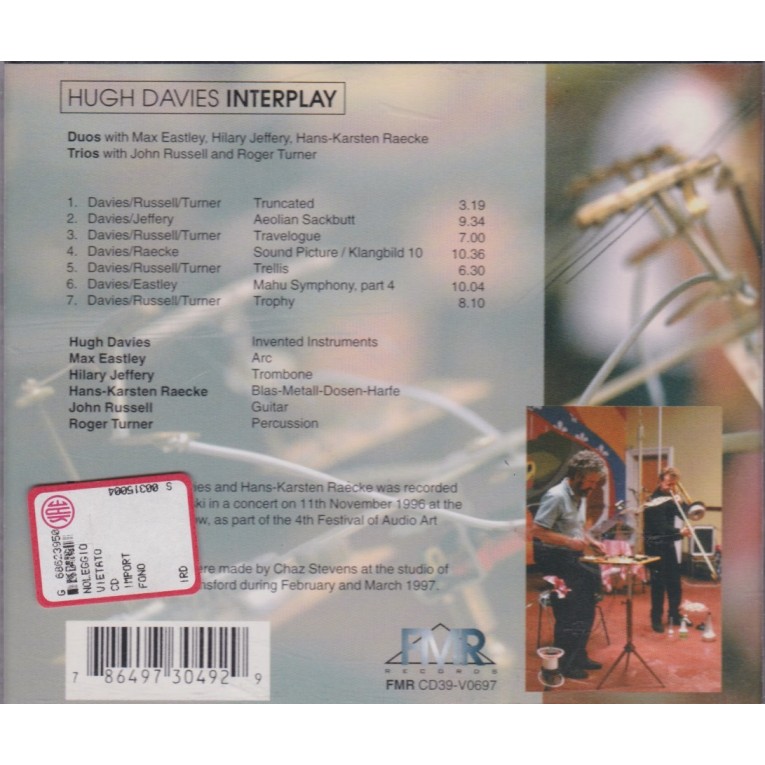 HUGH DAVIES INTERPLAY
Duos with Max Eastley, Hilary Jeffery, Hans-Karsten Raecke
Trios with John Russell and Roger Turner
1. Davies/Russell/Turner Truncated 3.19
2. Davies/Jeffery Aeolian Sackbutt 9.34
3. Davies/Russell/Turner Travelogue 7.00
4. Davies/Raecke Sound Picture / Klangbild 10 10.36
5. Davies/Russell/Turner Trellis 6.30
6. Davies/Eastley Mahu Symphony, part 4 10.04
7. Davies/Russell/Turner Trophy 8.10
Hugh Davies Invented Instruments
Max Eastley Arc
Hilary Jeffery Trombone
Hans-Karsten Raecke Blas-Metall-Dosen-Harfe
John Russell Guitar
Roger Turner Percussion
and Hans-Karsten Raecke was recorded
in a concert on 11th November 1996 at the
as part of the 4th Festival of Audio Art
were made by Chaz Stevens at the studio of
during February and March 1997.
S 00315004
G 68623950
NOLEGGIO
VIETATO
CD
IMPORT
FONO
IRD
7 86497 30492 9
FMR
RECORDS
FMR CD39-V0697